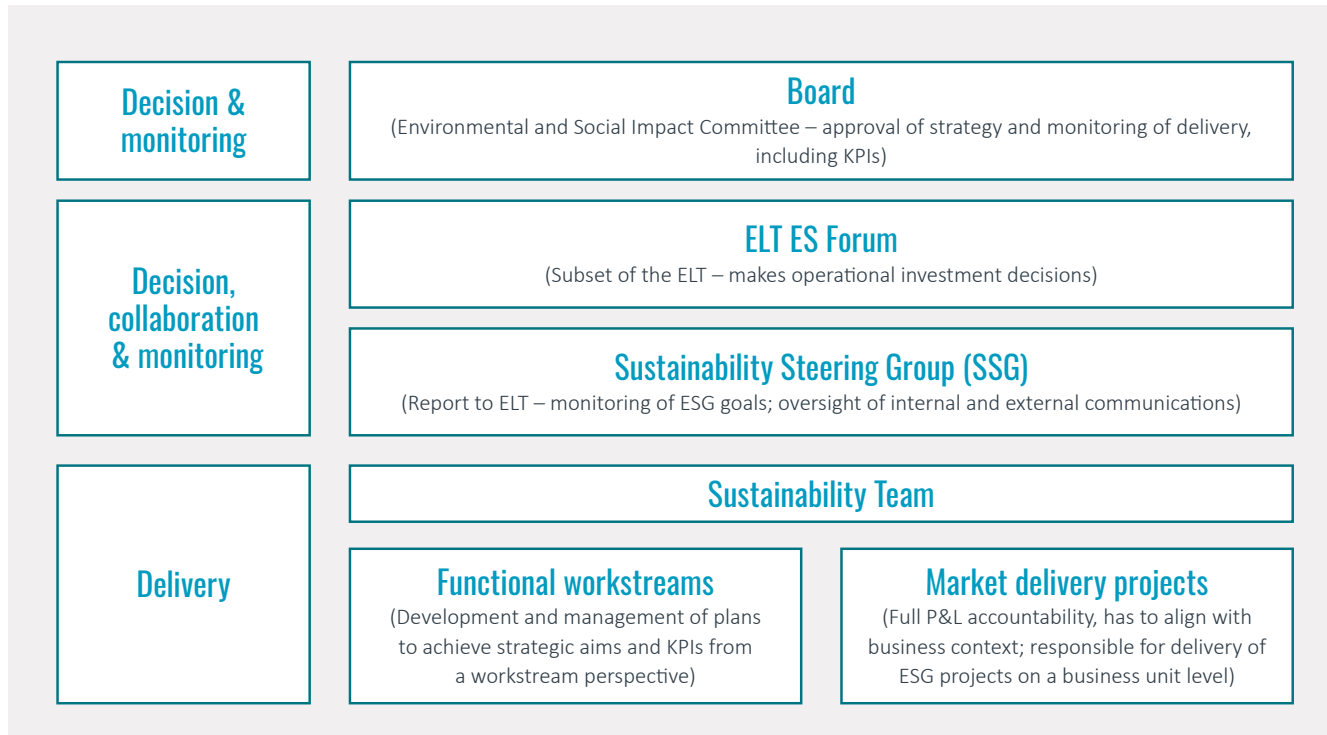 Decision &
monitoring
Board
(Environmental and Social Impact Committee – approval of strategy and monitoring of delivery,
including KPIs)
Decision,
collaboration
& monitoring
ELT ES Forum
(Subset of the ELT – makes operational investment decisions)
Sustainability Steering Group (SSG)
(Report to ELT – monitoring of ESG goals; oversight of internal and external communications)
Delivery
Sustainability Team
Functional workstreams
(Development and management of plans
to achieve strategic aims and KPIs from
a workstream perspective)
Market delivery projects
(Full P&L accountability, has to align with
business context; responsible for delivery of
ESG projects on a business unit level)